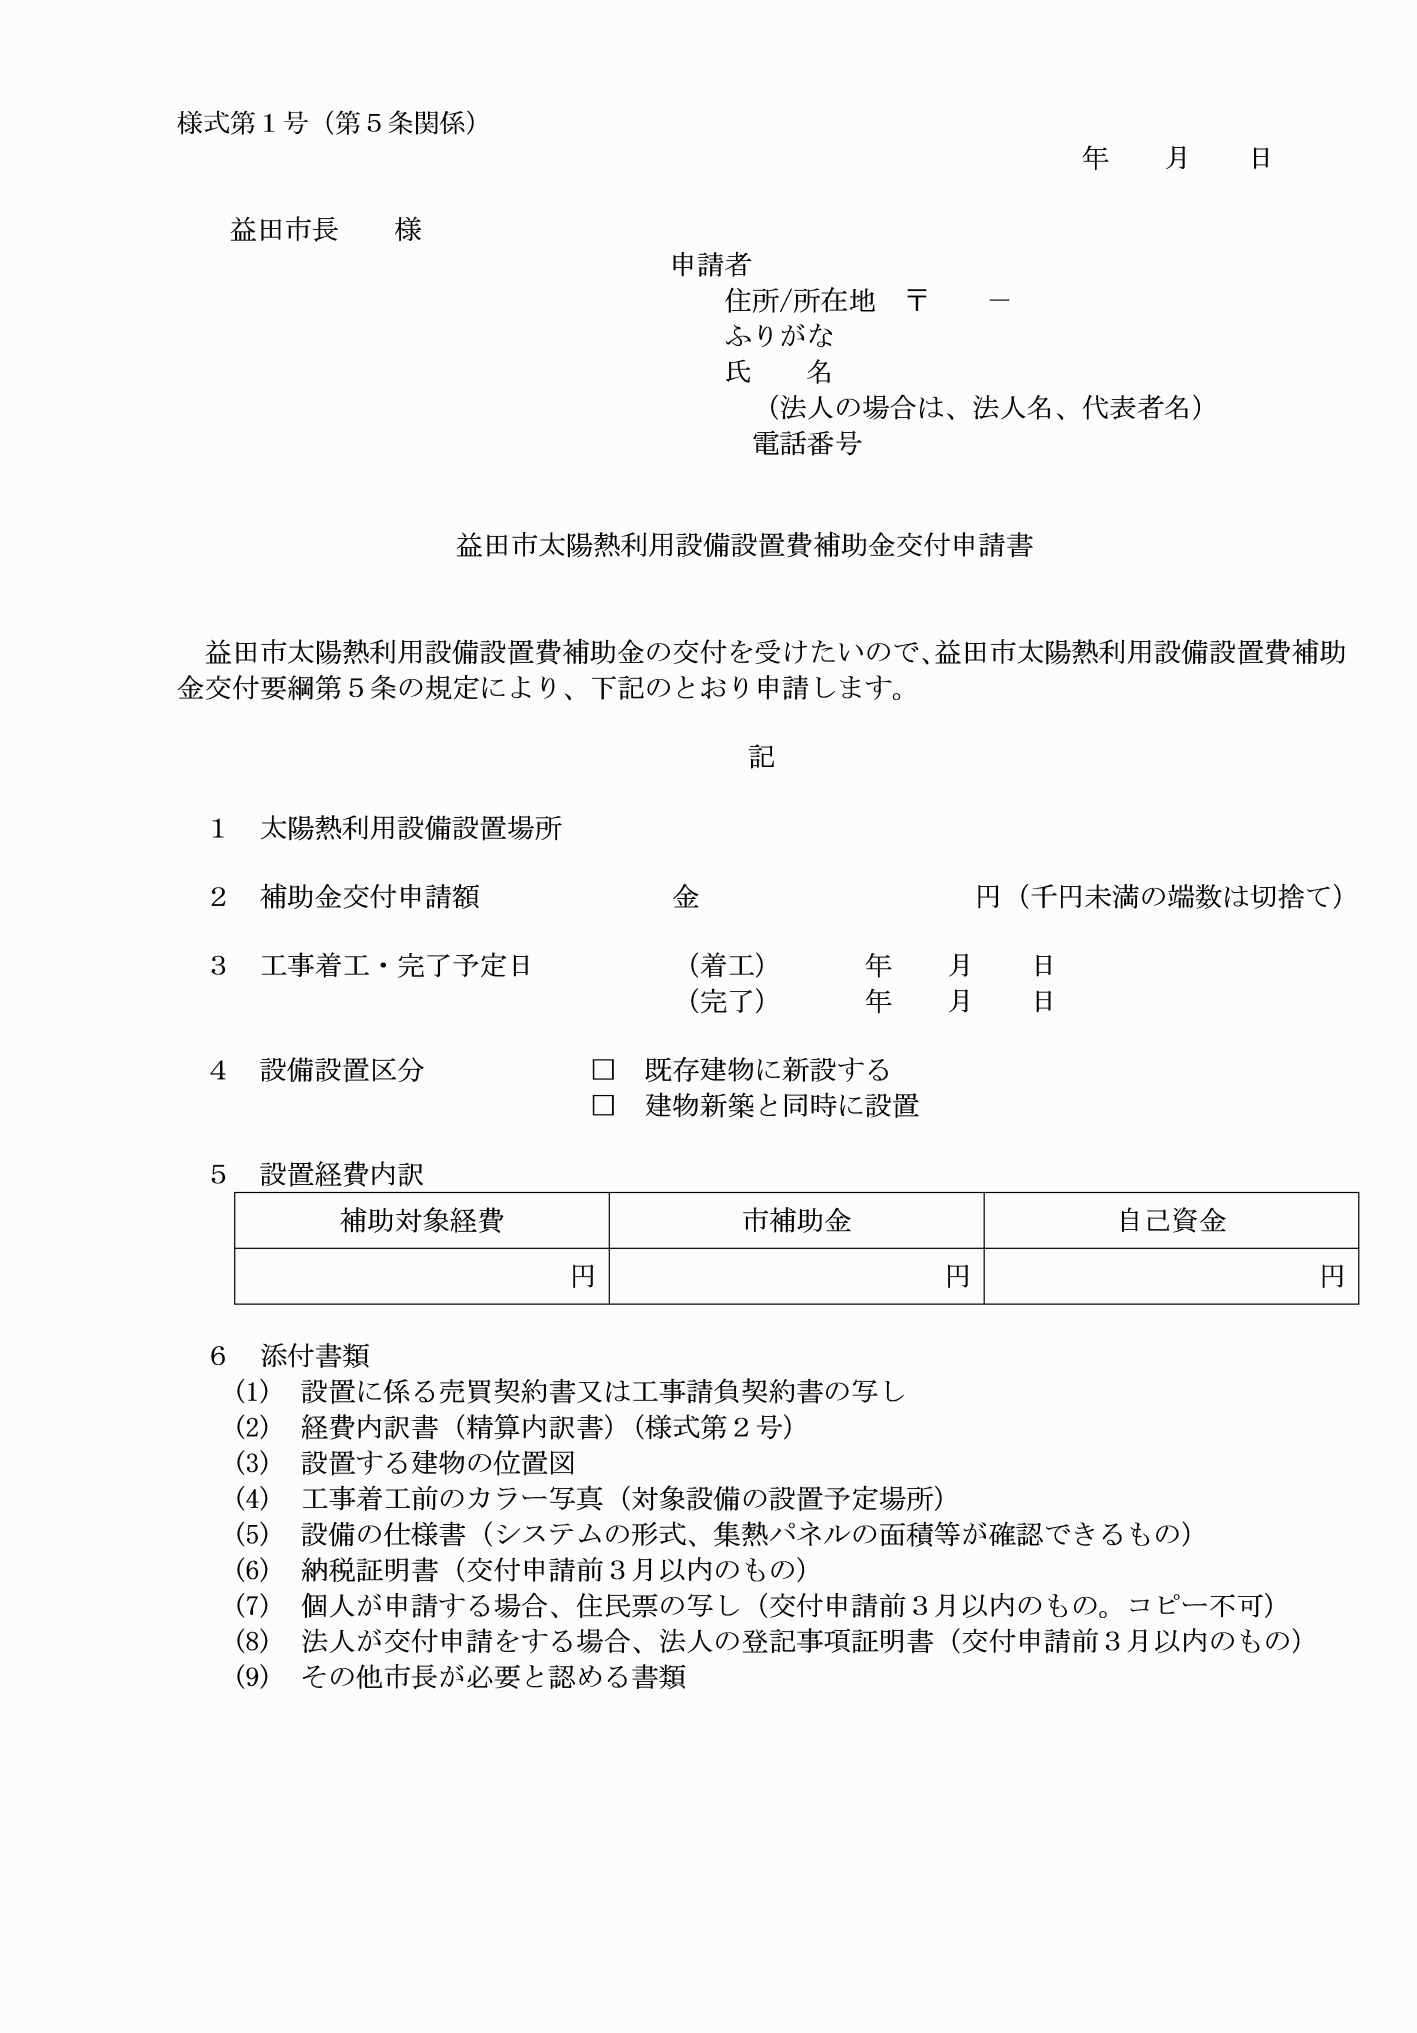 様式第１号（第５条関係）
年　　月　　日
益田市長　　様
申請者
住所/所在地　〒　　－
ふりがな
氏　　名
（法人の場合は、法人名、代表者名）
電話番号
益田市太陽熱利用設備設置費補助金交付申請書
益田市太陽熱利用設備設置費補助金の交付を受けたいので、益田市太陽熱利用設備設置費補助
金交付要綱第５条の規定により、下記のとおり申請します。
記
１　太陽熱利用設備設置場所
２　補助金交付申請額　　金　　円（千円未満の端数は切捨て）
３　工事着工・完了予定日　　（着工）　　年　　月　　日
（完了）　　年　　月　　日
４　設備設置区分　　□　既存建物に新設する
□　建物新築と同時に設置
５　設置経費内訳
補助対象経費　市補助金　自己資金
円　円　円
６　添付書類
(1)　設置に係る売買契約書又は工事請負契約書の写し
(2)　経費内訳書（精算内訳書）（様式第２号）
(3)　設置する建物の位置図
(4)　工事着工前のカラー写真（対象設備の設置予定場所）
(5)　設備の仕様書（システムの形式、集熱パネルの面積等が確認できるもの）
(6)　納税証明書（交付申請前３月以内のもの）
(7)　個人が申請する場合、住民票の写し（交付申請前３月以内のもの。コピー不可）
(8)　法人が交付申請をする場合、法人の登記事項証明書（交付申請前３月以内のもの）
(9)　その他市長が必要と認める書類